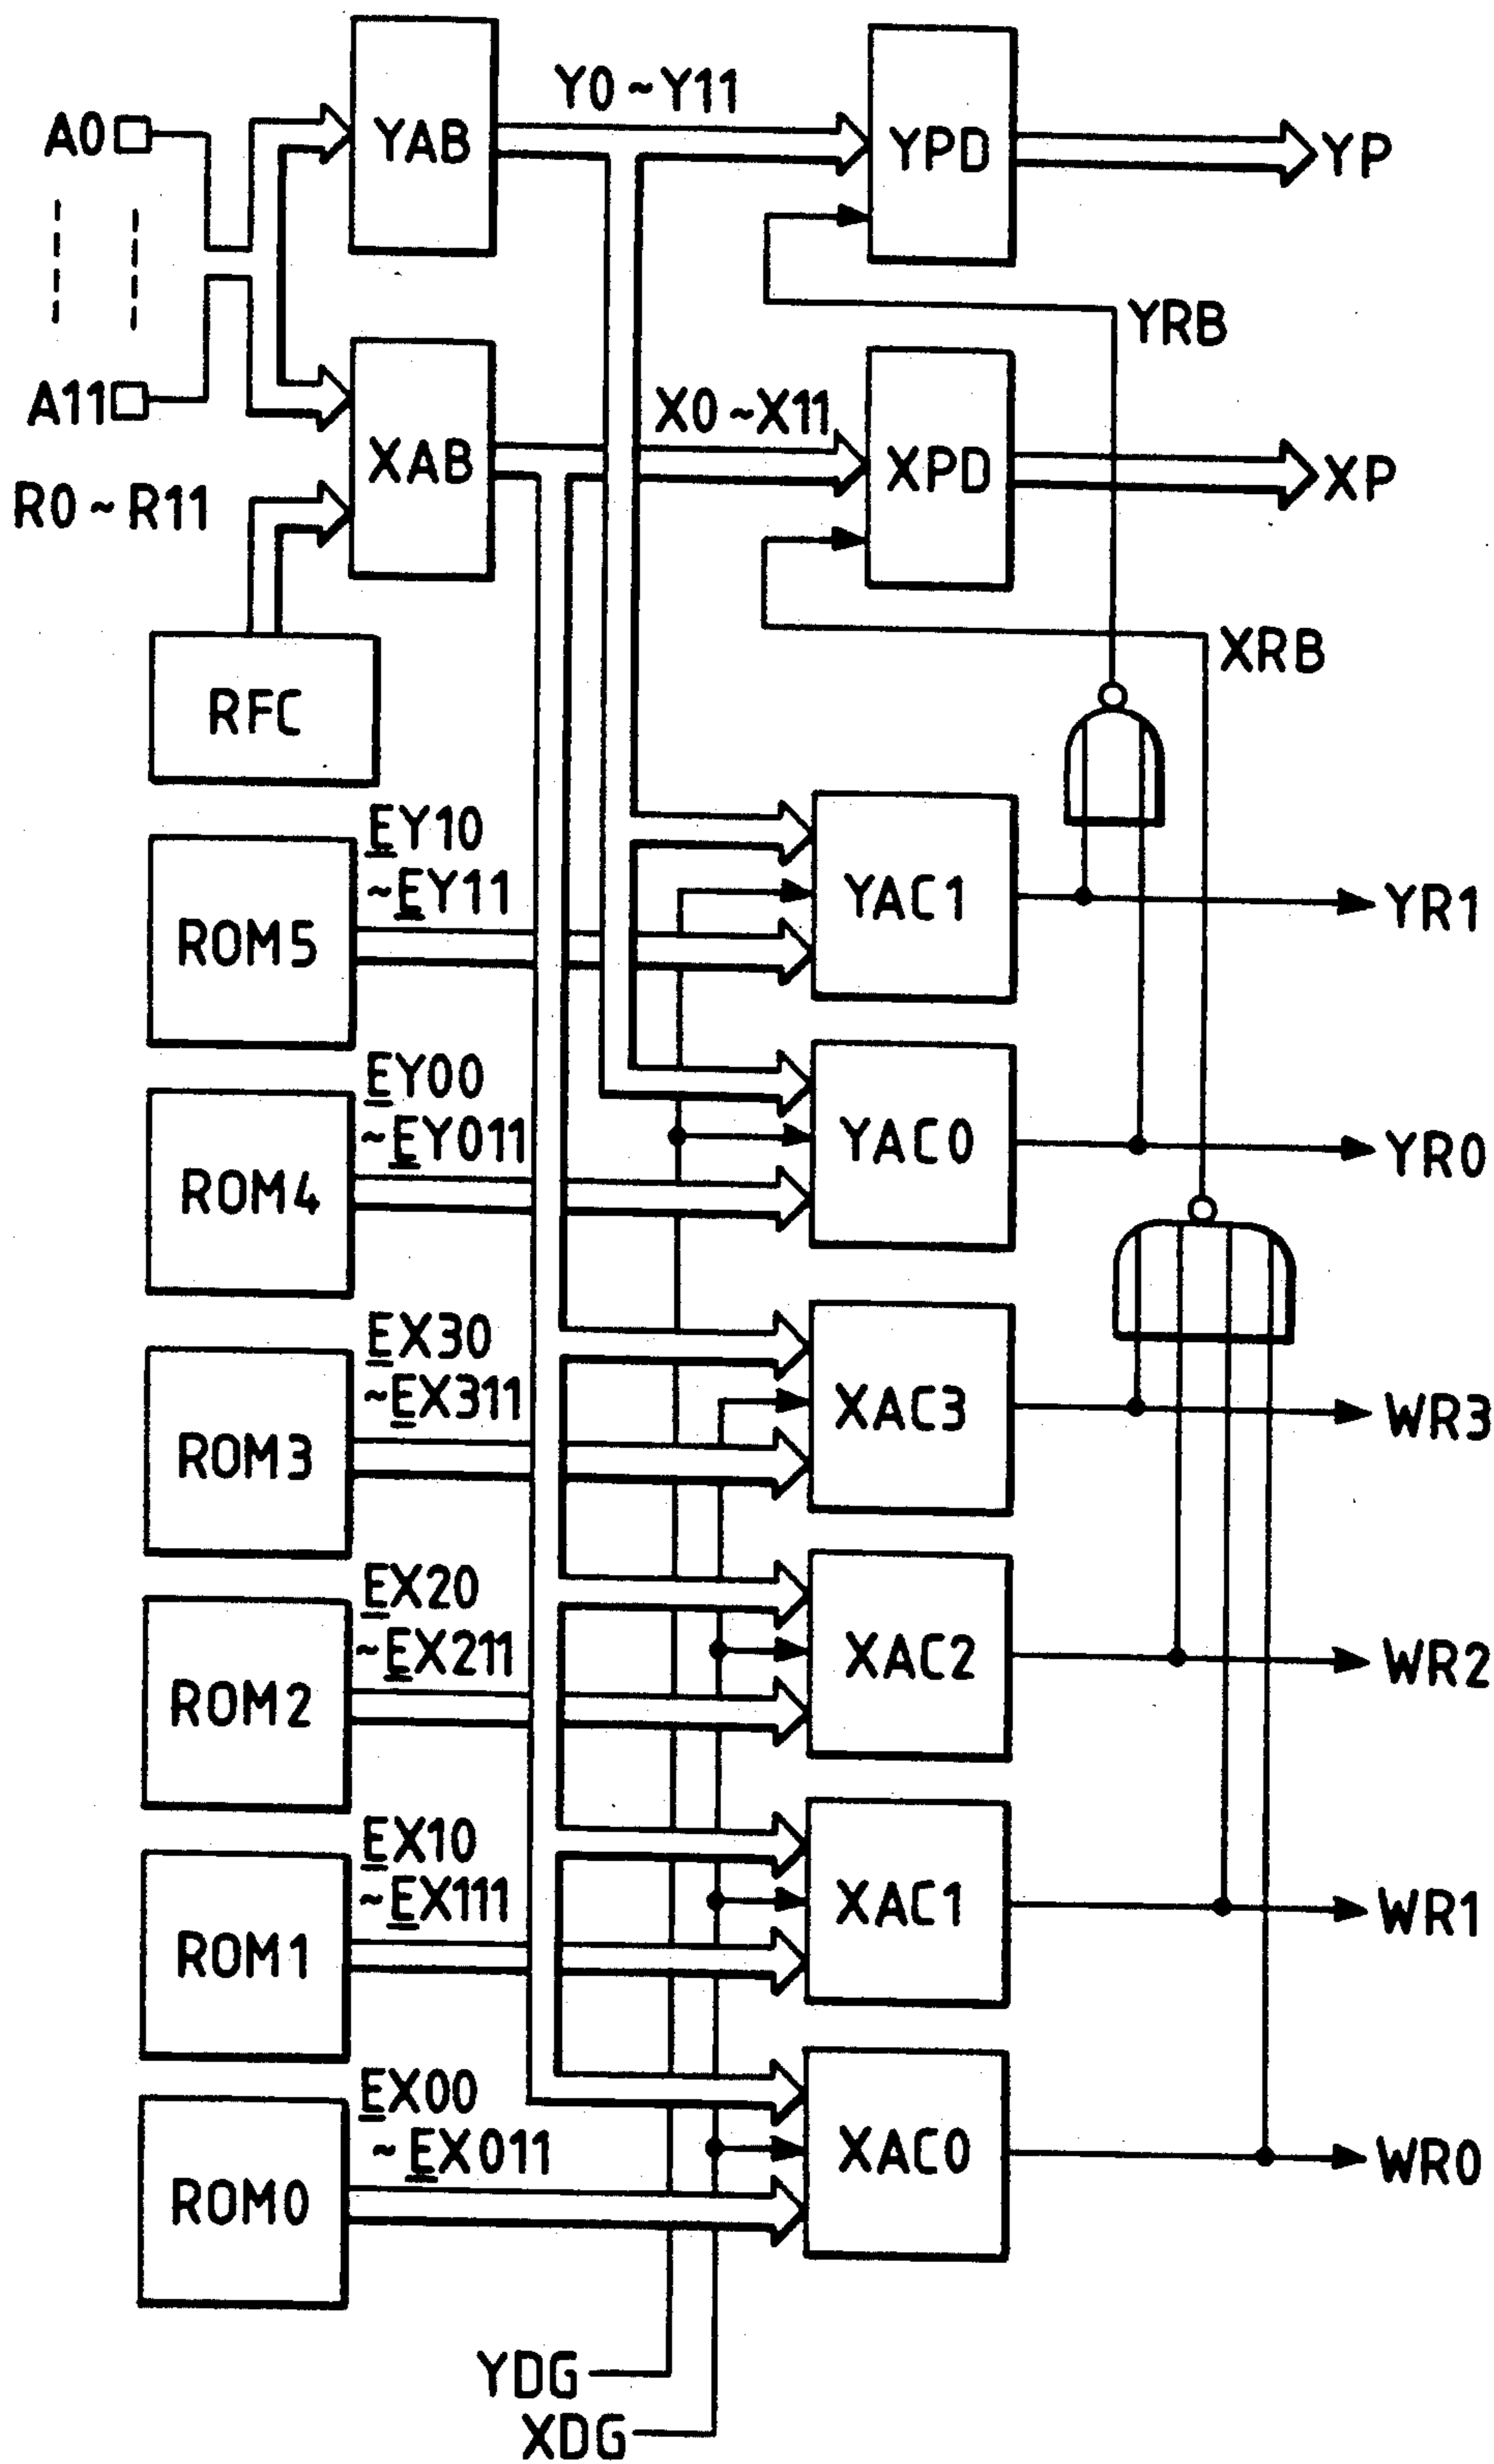 A0
YAB
Y0~Y11
YPD
YP
YRB
A11
XAB
X0~X11
XPD
XP
R0~R11
XRB
RFC
EY10
~EY11
ROM5
YAC1
YR1
EY00
~EY011
ROM4
YAC0
YR0
EX30
~EX311
ROM3
XAC3
WR3
EX20
~EX211
ROM2
XAC2
WR2
EX10
~EX111
ROM1
XAC1
WR1
EX00
~EX011
ROM0
XAC0
WR0
YDG
XDG